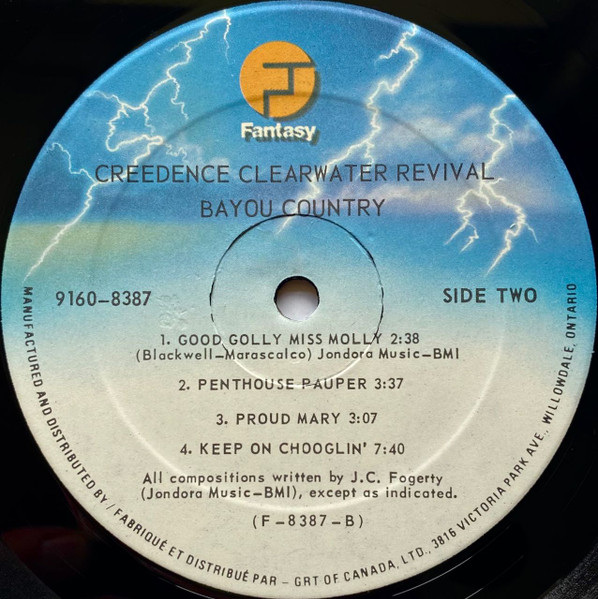 Fantasy
CREEDENCE CLEARWATER REVIVAL
BAYOU COUNTRY
9160-8387
SIDE TWO
1. GOOD GOLLY MISS MOLLY 2:38
(Blackwell-Marascalco) Jondora Music-BMI
2. PENTHOUSE PAUPER 3:37
3. PROUD MARY 3:07
4. KEEP ON CHOOGLIN' 7:40
All compositions written by J.C. Fogerty
(Jondora Music-BMI), except as indicated.
(F-8387-B)
MANUFACTURED AND DISTRIBUTED BY / FABRIQUÉ ET DISTRIBUÉ PAR - GRT OF CANADA, LTD., 3816 VICTORIA PARK AVE., WILLOWDALE, ONTARIO